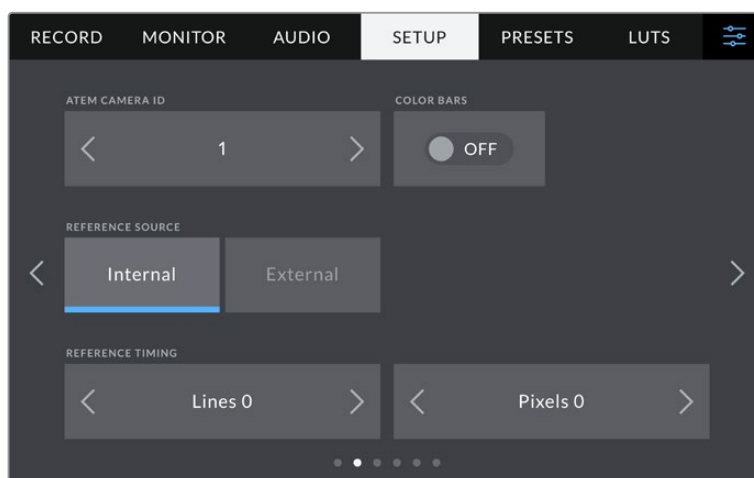 RECORD MONITOR AUDIO SETUP PRESETS LUTS
ATEM CAMERA ID COLOR BARS
1 OFF
REFERENCE SOURCE
Internal External
REFERENCE TIMING
Lines 0 Pixels 0